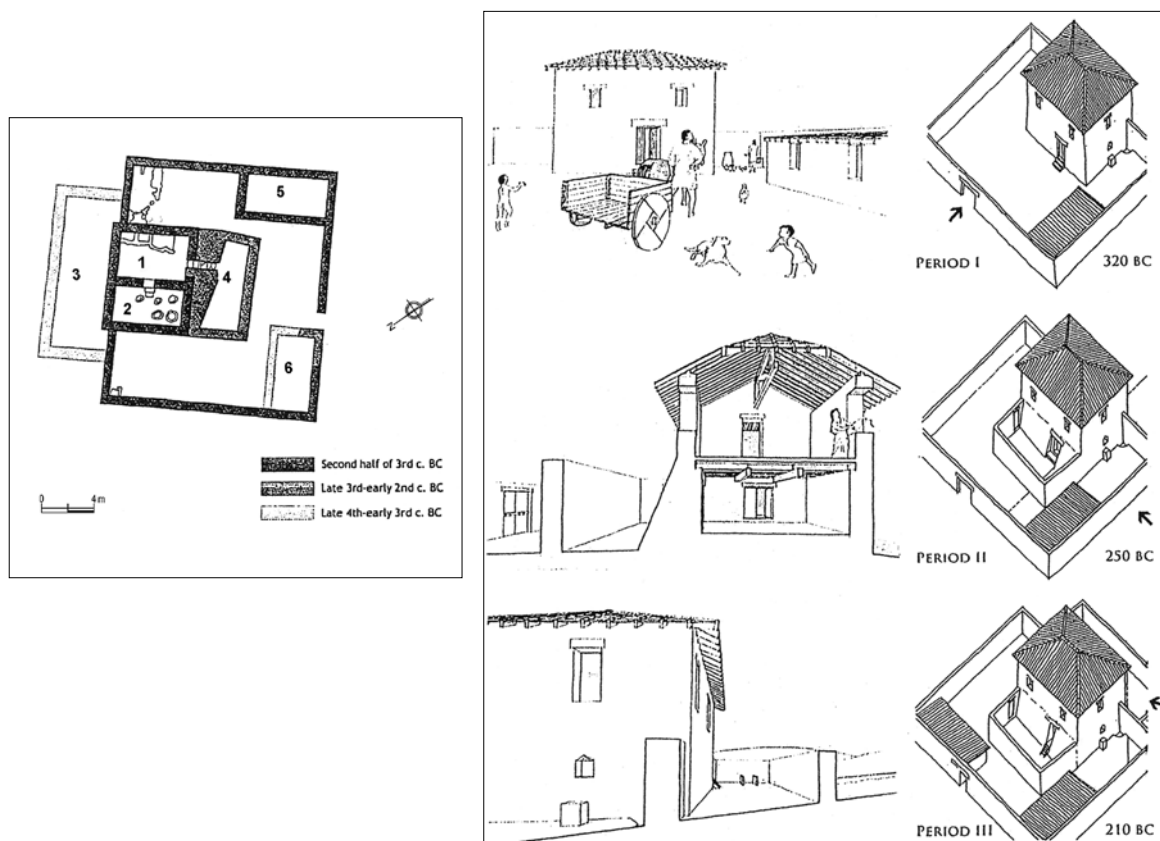 5
1
4
3
2
6
N
Second half of 3rd c. BC
Late 3rd-early 2nd c. BC
Late 4th-early 3rd c. BC
0 4m
PERIOD I 320 BC
PERIOD II 250 BC
PERIOD III 210 BC